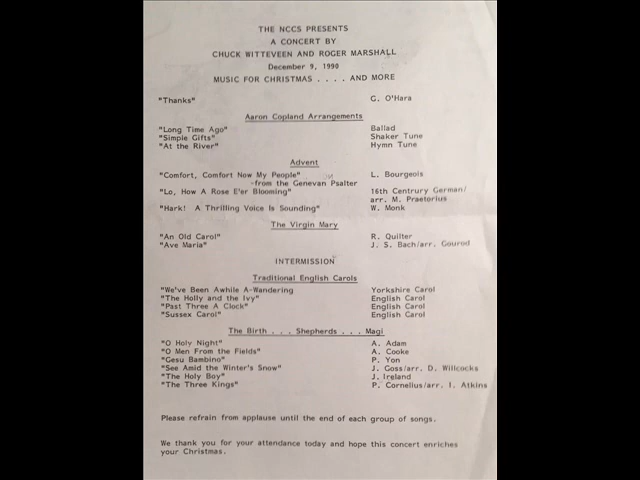 THE NCCS PRESENTS
A CONCERT BY
CHUCK WITTEVEEN AND ROGER MARSHALL
December 9, 1990
MUSIC FOR CHRISTMAS . . . . AND MORE
"Thanks" G. O'Hara
Aaron Copland Arrangements
"Long Time Ago" Ballad
"Simple Gifts" Shaker Tune
"At the River" Hymn Tune
Advent
"Comfort, Comfort Now My People" L. Bourgeois
-from the Genevan Psalter
"Lo, How A Rose E'er Blooming" 16th Centrury German/
arr. M. Praetorius
"Hark! A Thrilling Voice Is Sounding" W. Monk
The Virgin Mary
"An Old Carol" R. Quilter
"Ave Maria" J. S. Bach/arr. Gounod
INTERMISSION
Traditional English Carols
"We've Been Awhile A-Wandering Yorkshire Carol
"The Holly and the Ivy" English Carol
"Past Three A Clock" English Carol
"Sussex Carol" English Carol
The Birth . . . Shepherds . . . Magi
"O Holy Night" A. Adam
"O Men From the Fields" A. Cooke
"Gesu Bambino" P. Yon
"See Amid the Winter's Snow" J. Goss/arr. D. Willcocks
"The Holy Boy" J. Ireland
"The Three Kings" P. Cornelius/arr. I. Atkins
Please refrain from applause until the end of each group of songs.
We thank you for your attendance today and hope this concert enriches
your Christmas.